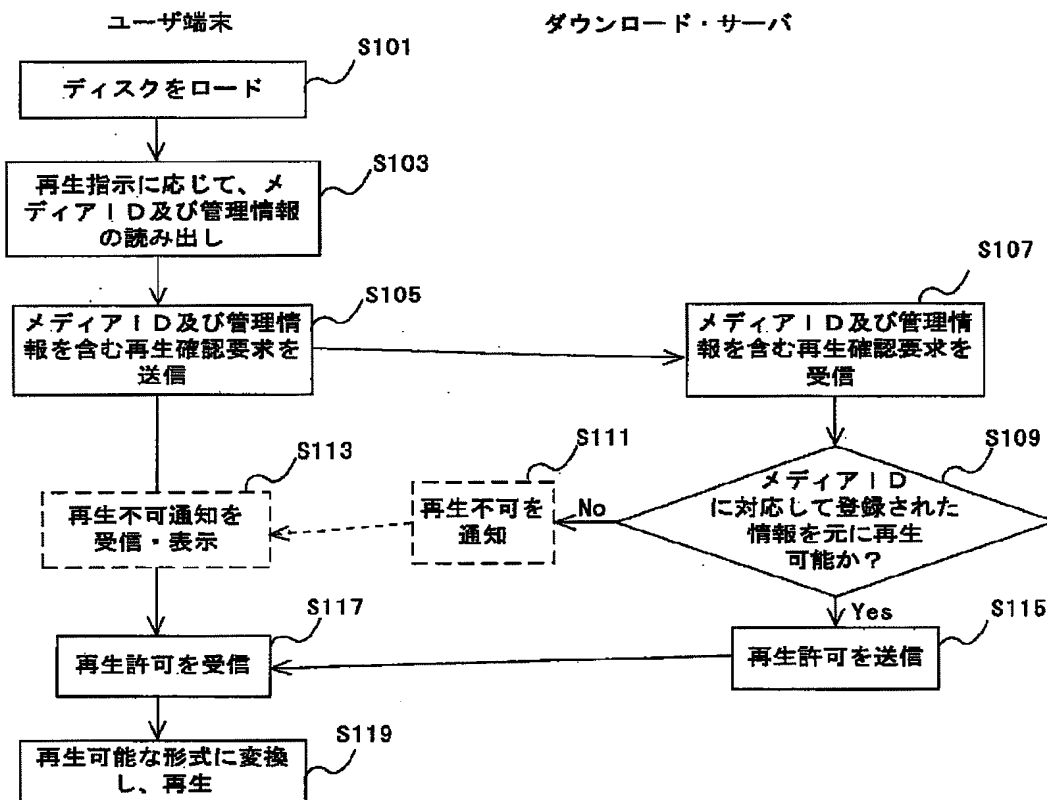 ユーザ端末
ダウンロード・サーバ
S101
ディスクをロード
S103
再生指示に応じて、メ
ディアID及び管理情報
の読み出し
S105
メディアID及び管理情
報を含む再生確認要求を
送信
S107
メディアID及び管理情
報を含む再生確認要求を
受信
S109
メディアID
に対応して登録された
情報を元に再生
可能か?
No
Yes
S111
再生不可を
通知
S113
再生不可通知を
受信・表示
S115
再生許可を送信
S117
再生許可を受信
S119
再生可能な形式に変換
し、再生